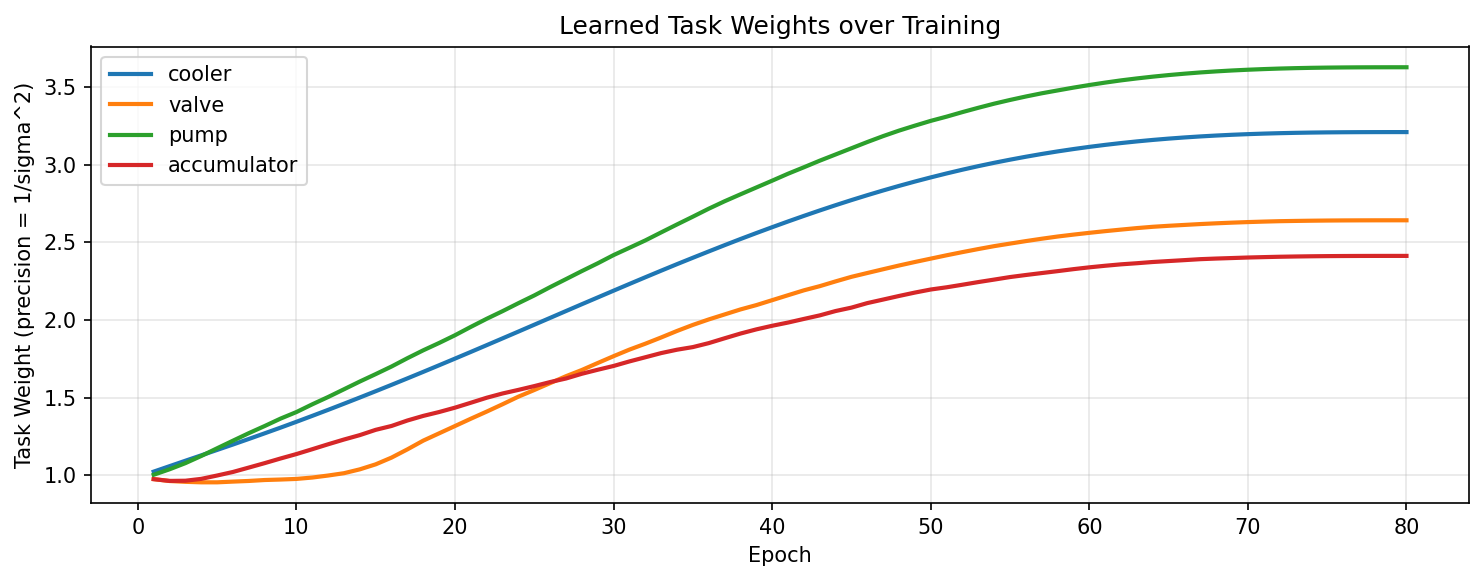 Learned Task Weights over Training
cooler
valve
pump
accumulator
Task Weight (precision = 1/sigma^2)
3.5
3.0
2.5
2.0
1.5
1.0
0 10 20 30 40 50 60 70 80
Epoch